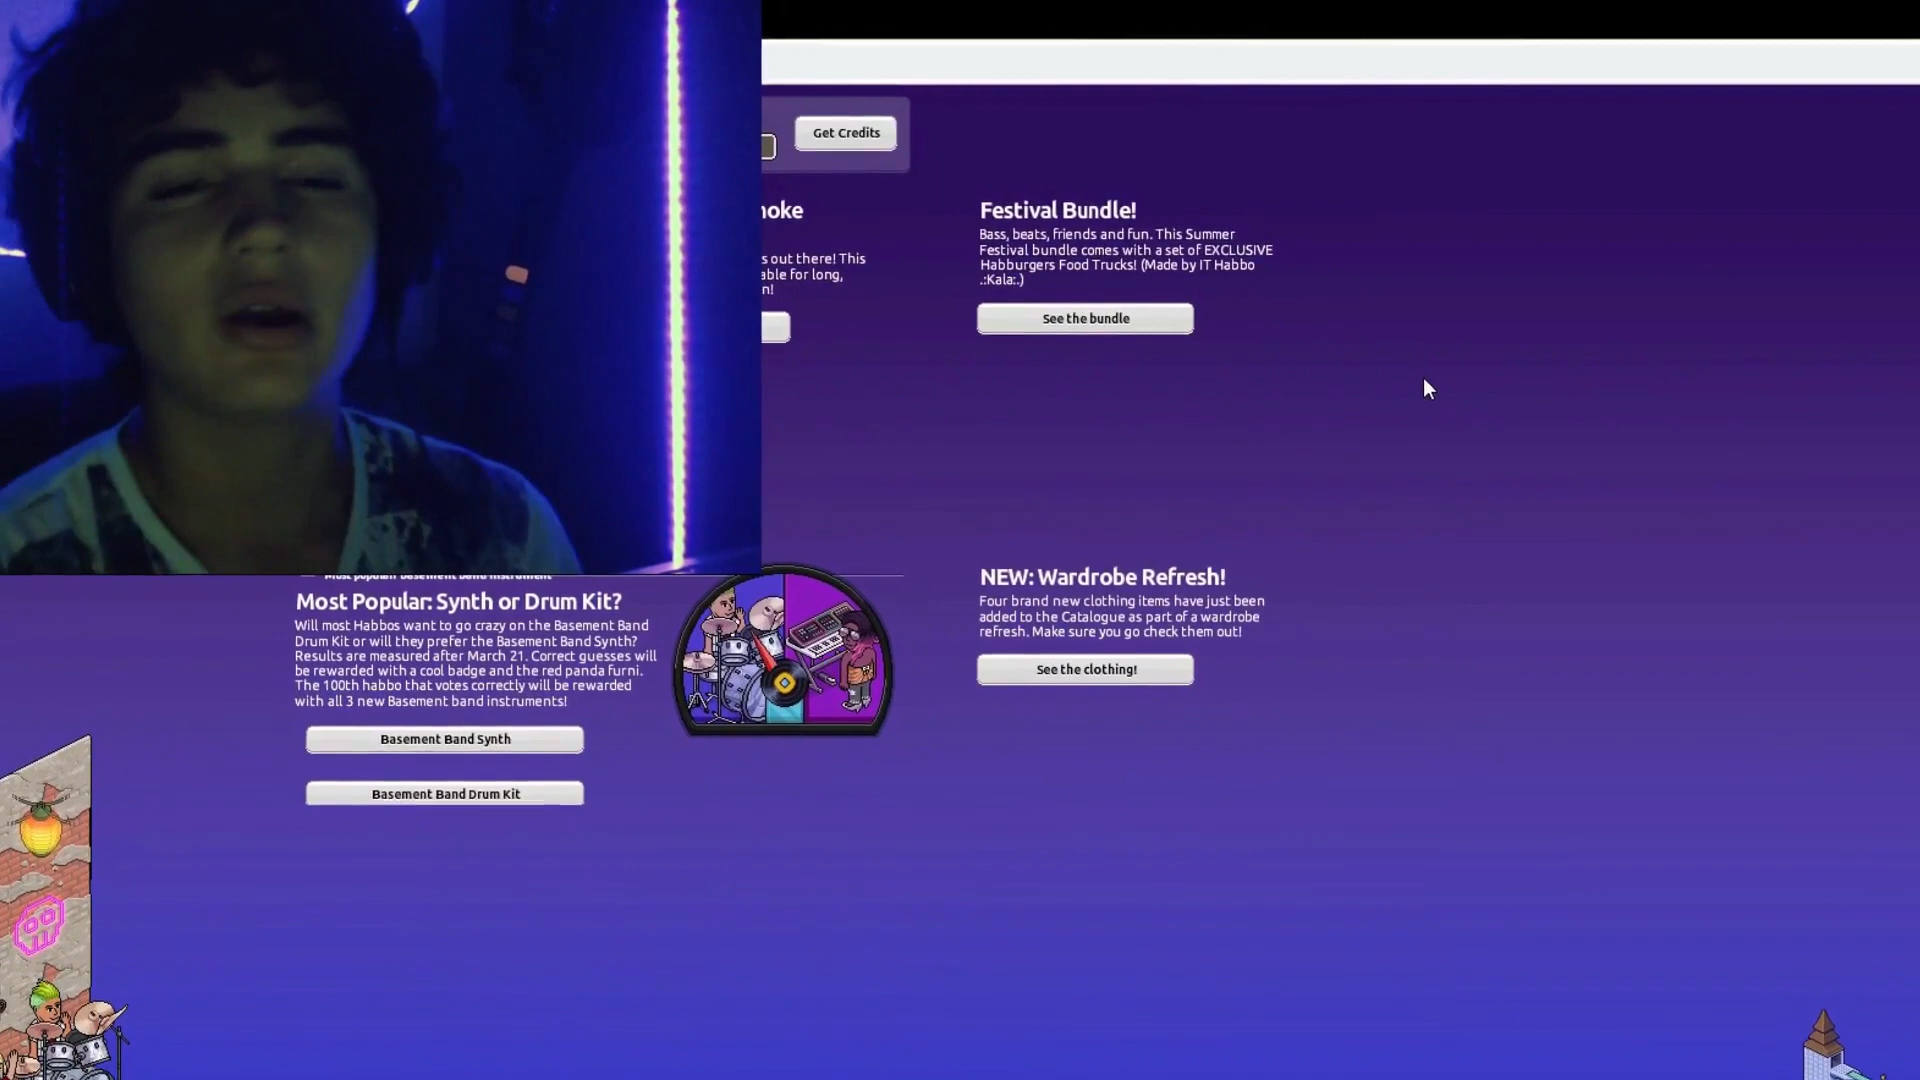 Get Credits
s out there! This
able for long,
n!
Festival Bundle!
Bass, beats, friends and fun. This Summer
Festival bundle comes with a set of EXCLUSIVE
Habburgers Food Trucks! (Made by IT Habbo
.:Kala:.)
See the bundle
Most popular Basement Band Instrument
Most Popular: Synth or Drum Kit?
Will most Habbos want to go crazy on the Basement Band
Drum Kit or will they prefer the Basement Band Synth?
Results are measured after March 21. Correct guesses will
be rewarded with a cool badge and the red panda furni.
The 100th habbo that votes correctly will be rewarded
with all 3 new Basement band instruments!
Basement Band Synth
Basement Band Drum Kit
NEW: Wardrobe Refresh!
Four brand new clothing items have just been
added to the Catalogue as part of a wardrobe
refresh. Make sure you go check them out!
See the clothing!